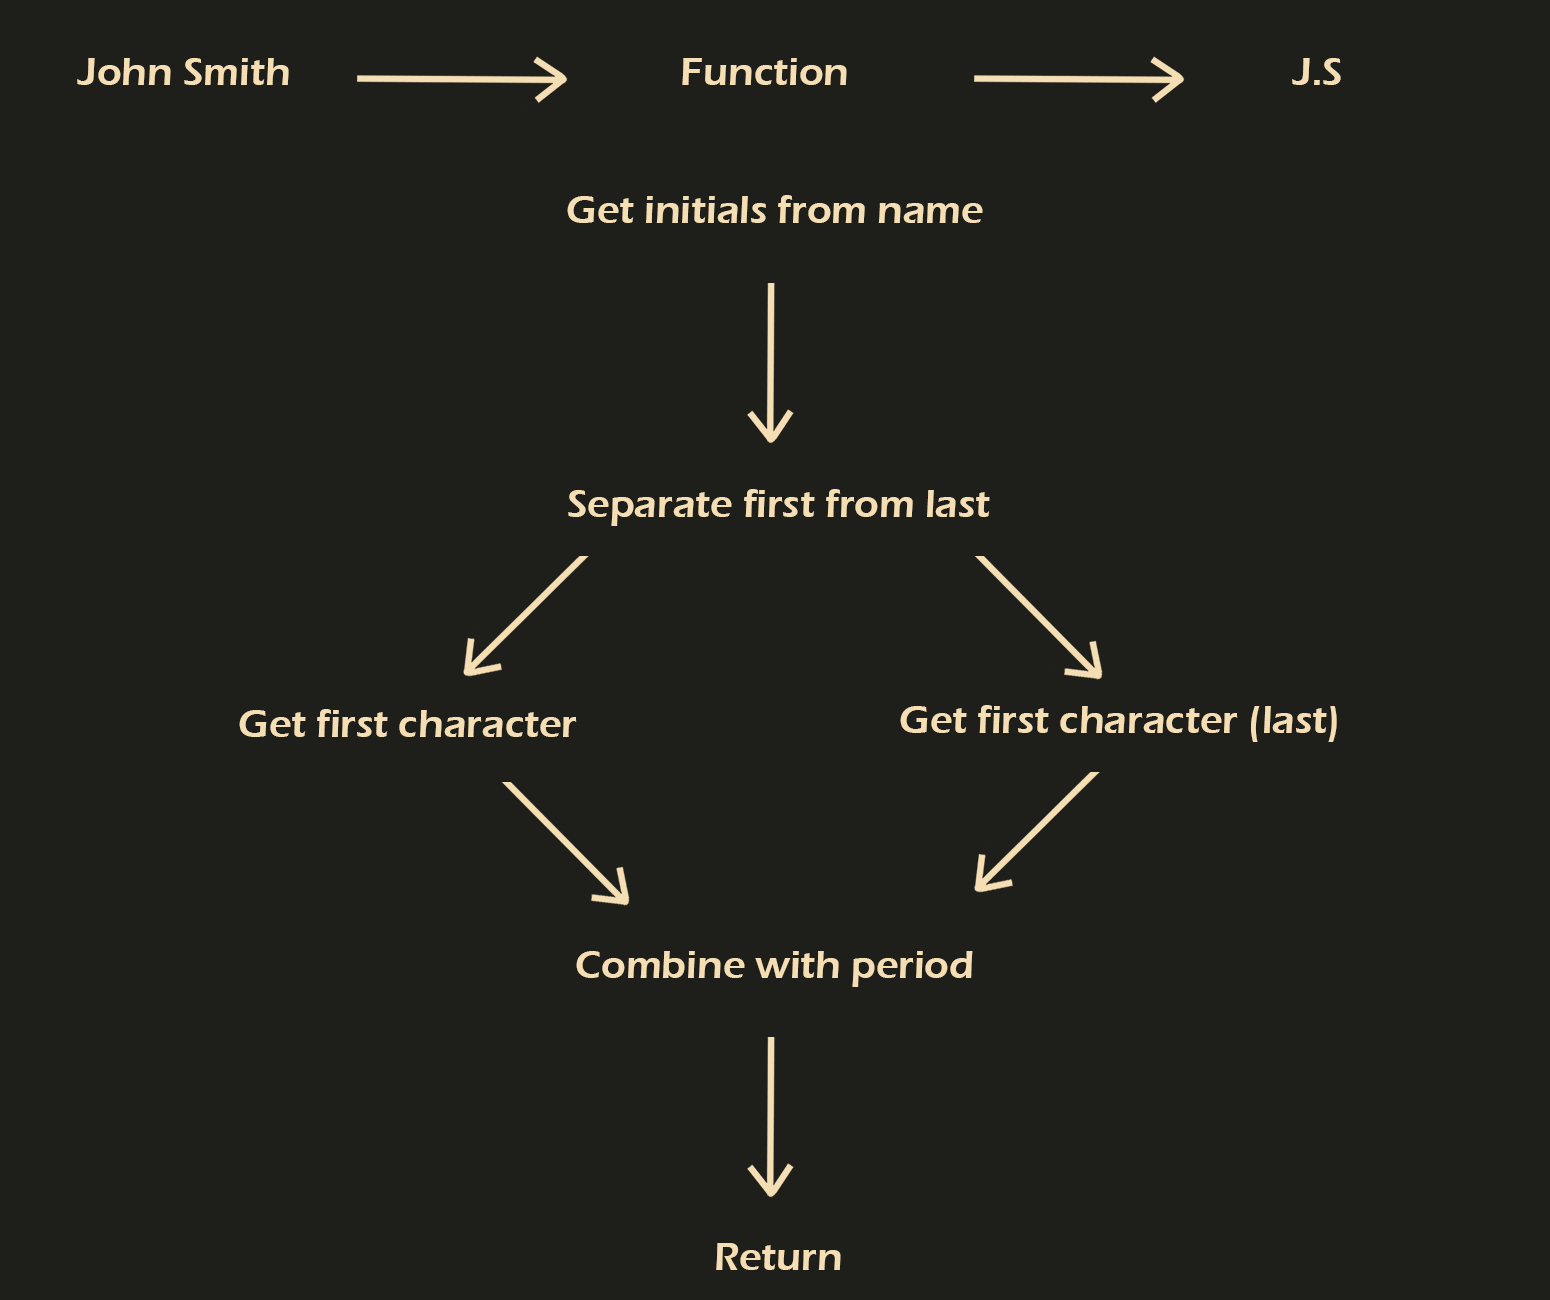 John Smith
Function
J.S
Get initials from name
Separate first from last
Get first character
Get first character (last)
Combine with period
Return